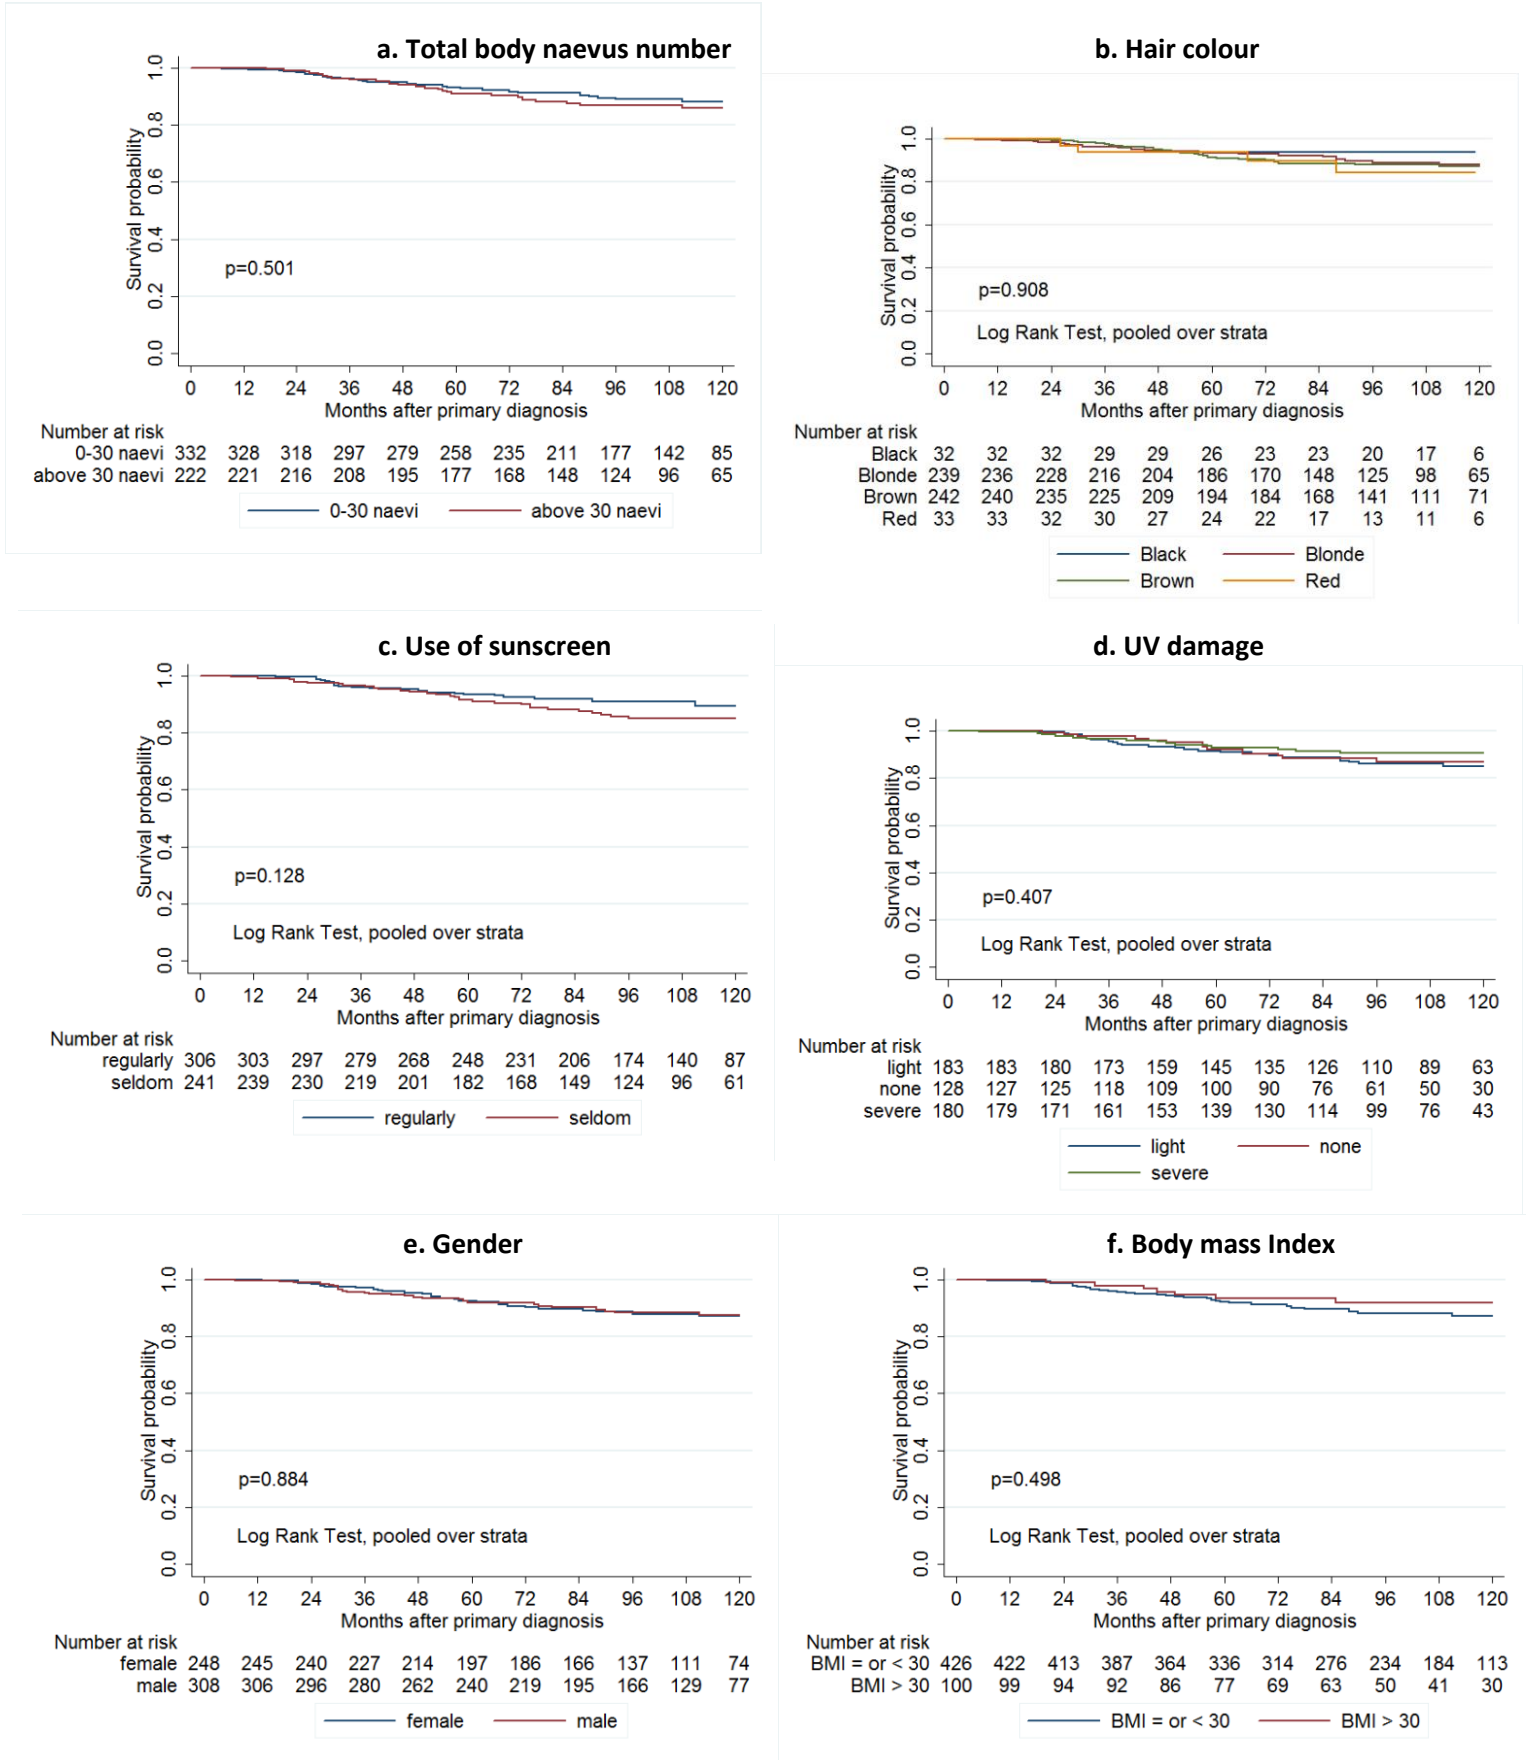 a. Total body naevus number
Survival probability
1.0
0.8
0.6
0.4
0.2
0.0
p=0.501
0 12 24 36 48 60 72 84 96 108 120
Months after primary diagnosis
Number at risk
0-30 naevi 332 328 318 297 279 258 235 211 177 142 85
above 30 naevi 222 221 216 208 195 177 168 148 124 96 65
0-30 naevi above 30 naevi
b. Hair colour
Survival probability
1.0
0.8
0.6
0.4
0.2
0.0
p=0.908
Log Rank Test, pooled over strata
0 12 24 36 48 60 72 84 96 108 120
Months after primary diagnosis
Number at risk
Black 32 32 32 29 29 26 23 23 20 17 6
Blonde 239 236 228 216 204 186 170 148 125 98 65
Brown 242 240 235 225 209 194 184 168 141 111 71
Red 33 33 32 30 27 24 22 17 13 11 6
Black Blonde
Brown Red
c. Use of sunscreen
Survival probability
1.0
0.8
0.6
0.4
0.2
0.0
p=0.128
Log Rank Test, pooled over strata
0 12 24 36 48 60 72 84 96 108 120
Months after primary diagnosis
Number at risk
regularly 306 303 297 279 268 248 231 206 174 140 87
seldom 241 239 230 219 201 182 168 149 124 96 61
regularly seldom
d. UV damage
Survival probability
1.0
0.8
0.6
0.4
0.2
0.0
p=0.407
Log Rank Test, pooled over strata
0 12 24 36 48 60 72 84 96 108 120
Months after primary diagnosis
Number at risk
light 183 183 180 173 159 145 135 126 110 89 63
none 128 127 125 118 109 100 90 76 61 50 30
severe 180 179 171 161 153 139 130 114 99 76 43
light none
severe
e. Gender
Survival probability
1.0
0.8
0.6
0.4
0.2
0.0
p=0.884
Log Rank Test, pooled over strata
0 12 24 36 48 60 72 84 96 108 120
Months after primary diagnosis
Number at risk
female 248 245 240 227 214 197 186 166 137 111 74
male 308 306 296 280 262 240 219 195 166 129 77
female male
f. Body mass Index
Survival probability
1.0
0.8
0.6
0.4
0.2
0.0
p=0.498
Log Rank Test, pooled over strata
0 12 24 36 48 60 72 84 96 108 120
Months after primary diagnosis
Number at risk
BMI = or < 30 426 422 413 387 364 336 314 276 234 184 113
BMI > 30 100 99 94 92 86 77 69 63 50 41 30
BMI = or < 30 BMI > 30